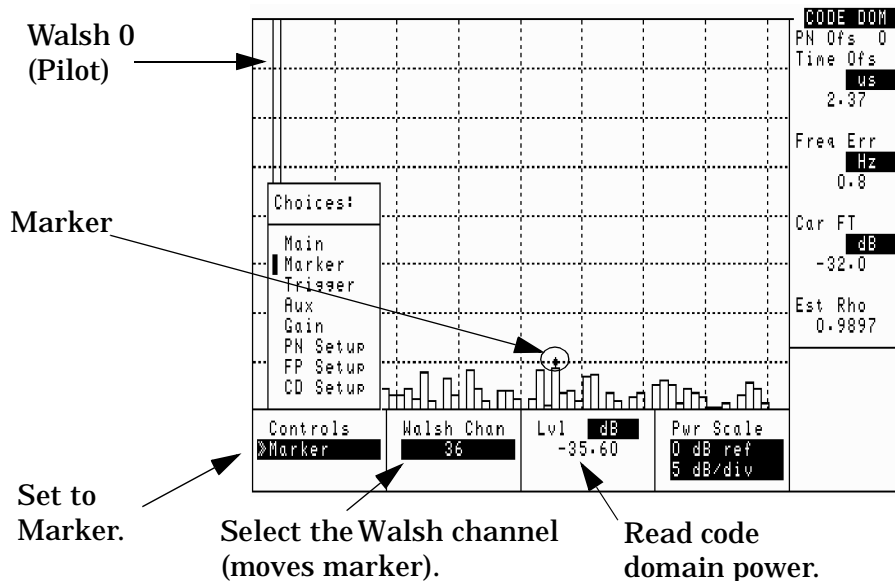 Walsh 0
(Pilot)
CODE DOM
PN Ofs 0
Time Ofs
us
2.37
Freq Err
Hz
0.8
Choices:
Main
Marker
Trigger
Aux
Gain
PN Setup
FP Setup
CD Setup
Marker
Car FT
dB
-32.0
Est Rho
0.9897
Controls
»Marker
Walsh Chan
36
Lvl dB
-35.60
Pwr Scale
0 dB ref
5 dB/div
Set to
Marker.
Select the Walsh channel
(moves marker).
Read code
domain power.